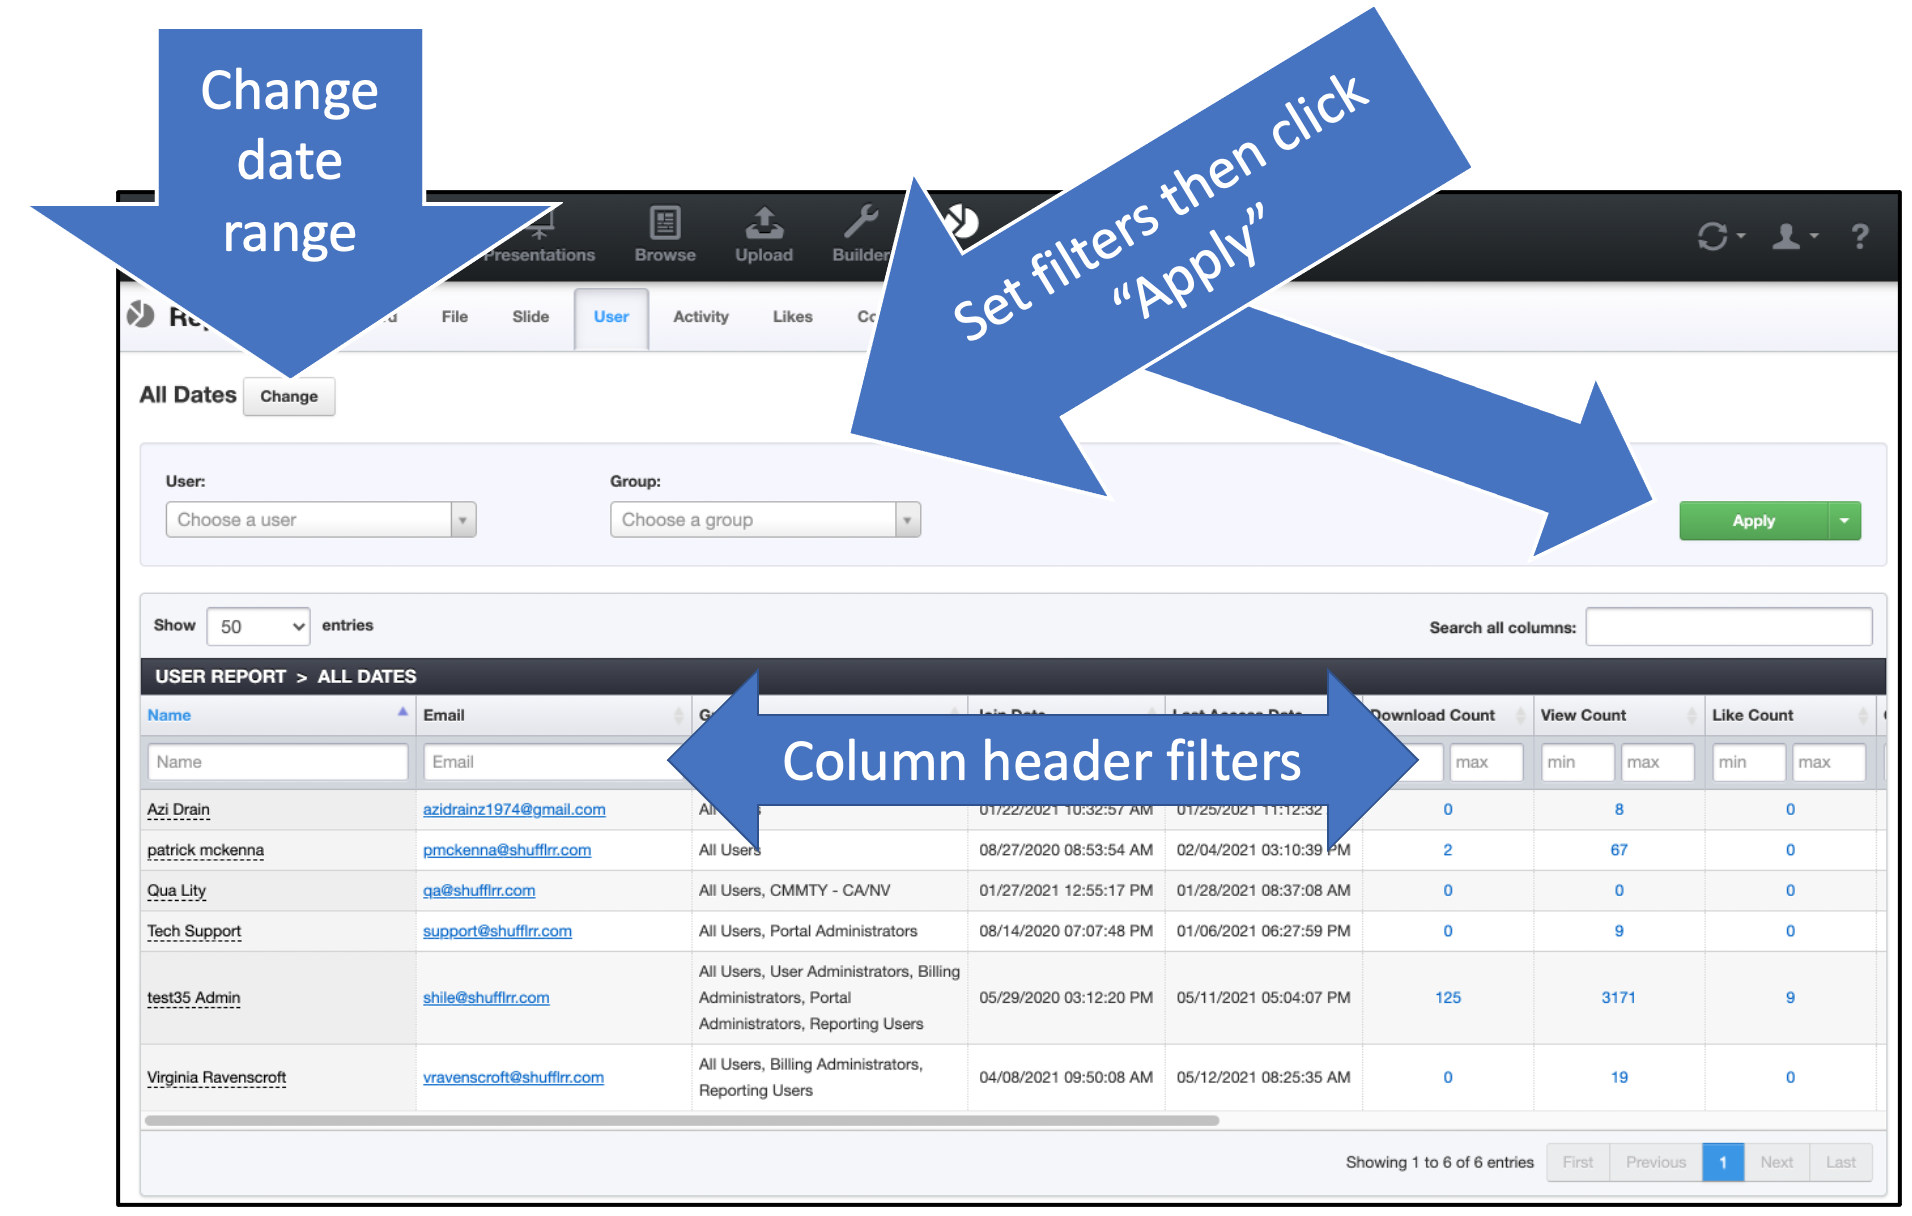 Change
date
range
Set filters then click
“Apply”
Presentations
Browse
Upload
Builder
?
File
Slide
User
Activity
Likes
All Dates
Change
User:
Group:
Choose a user
Choose a group
Apply
Show 50 entries
Search all columns:
USER REPORT > ALL DATES
Name Email Join Date Last Access Date Download Count View Count Like Count
Column header filters
Name Email max min max min max
Azi Drain azidrainz1974@gmail.com All 01/22/2021 10:32:57 AM 01/25/2021 11:12:32 0 8 0
patrick mckenna pmckenna@shufflrr.com All Users 08/27/2020 08:53:54 AM 02/04/2021 03:10:39 PM 2 67 0
Qua Lity qa@shufflrr.com All Users, CMMTY - CA/NV 01/27/2021 12:55:17 PM 01/28/2021 08:37:08 AM 0 0 0
Tech Support support@shufflrr.com All Users, Portal Administrators 08/14/2020 07:07:48 PM 01/06/2021 06:27:59 PM 0 9 0
All Users, User Administrators, Billing
test35 Admin shile@shufflrr.com Administrators, Portal 05/29/2020 03:12:20 PM 05/11/2021 05:04:07 PM 125 3171 9
Administrators, Reporting Users
All Users, Billing Administrators,
Virginia Ravenscroft vravenscroft@shufflrr.com 04/08/2021 09:50:08 AM 05/12/2021 08:25:35 AM 0 19 0
Reporting Users
Showing 1 to 6 of 6 entries First Previous 1 Next Last